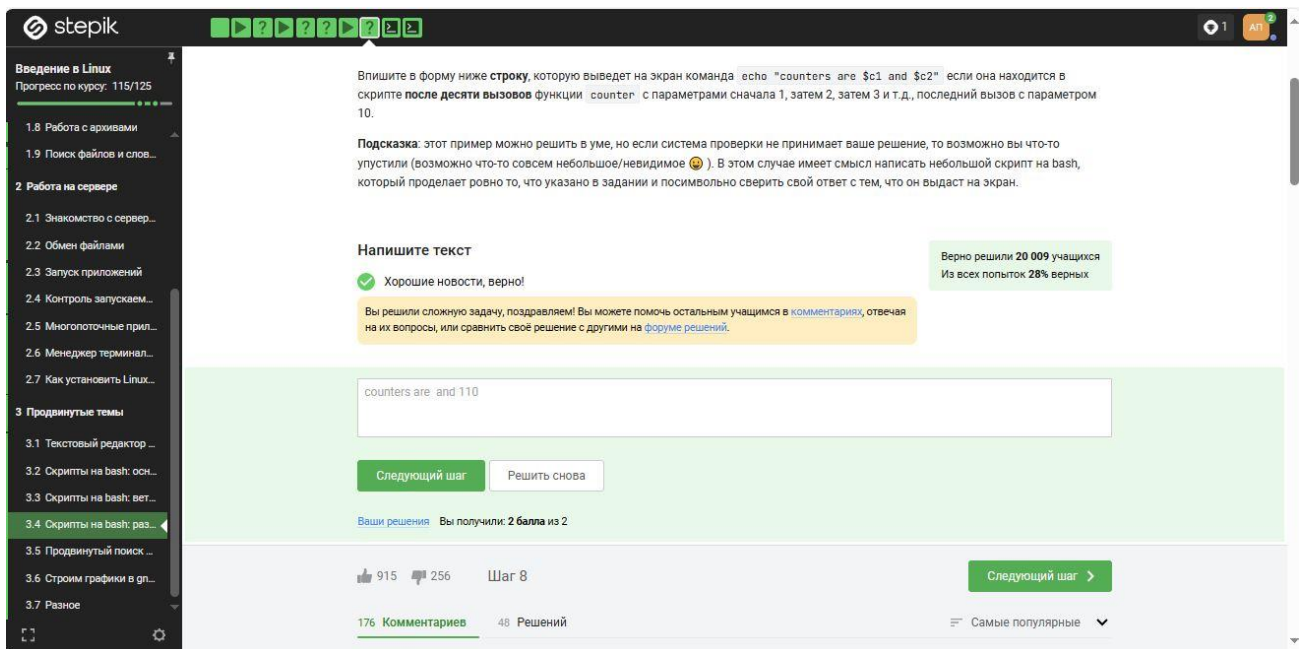 stepik
1
АП
2
Введение в Linux
Прогресс по курсу: 115/125
1.8 Работа с архивами
1.9 Поиск файлов и слов...
2 Работа на сервере
2.1 Знакомство с сервер...
2.2 Обмен файлами
2.3 Запуск приложений
2.4 Контроль запускаем...
2.5 Многопоточные прил...
2.6 Менеджер терминал...
2.7 Как установить Linux...
3 Продвинутые темы
3.1 Текстовый редактор ...
3.2 Скрипты на bash: осн...
3.3 Скрипты на bash: вет...
3.4 Скрипты на bash: раз...
3.5 Продвинутый поиск ...
3.6 Строим графики в gn...
3.7 Разное
Впишите в форму ниже строку, которую выведет на экран команда echo "counters are $c1 and $c2" если она находится в
скрипте после десяти вызовов функции counter с параметрами сначала 1, затем 2, затем 3 и т.д., последний вызов с параметром
10.
Подсказка: этот пример можно решить в уме, но если система проверки не принимает ваше решение, то возможно вы что-то
упустили (возможно что-то совсем небольшое/невидимое 😀 ). В этом случае имеет смысл написать небольшой скрипт на bash,
который проделает ровно то, что указано в задании и посимвольно сверить свой ответ с тем, что он выдаст на экран.
Напишите текст
Верно решили 20 009 учащихся
Из всех попыток 28% верных
Хорошие новости, верно!
Вы решили сложную задачу, поздравляем! Вы можете помочь остальным учащимся в комментариях, отвечая
на их вопросы, или сравнить своё решение с другими на форуме решений.
counters are  and 110
Следующий шаг
Решить снова
Ваши решения Вы получили: 2 балла из 2
915 256 Шаг 8
Следующий шаг
176 Комментариев 48 Решений
Самые популярные